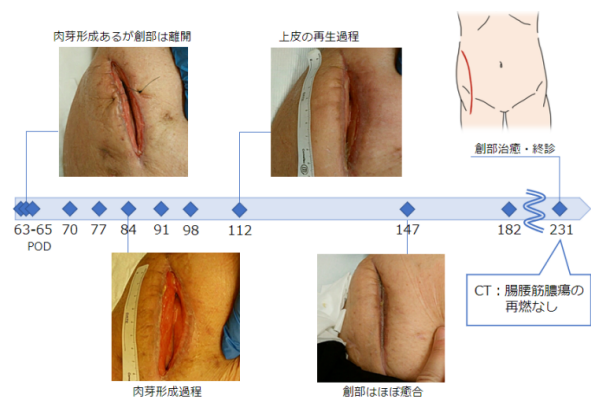 肉芽形成あるが創部は離開
上皮の再生過程
創部治癒・終診
63-65
POD
70
77
84
91
98
112
147
182
231
CT:腸腰筋膿瘍の
再燃なし
肉芽形成過程
創部はほぼ癒合